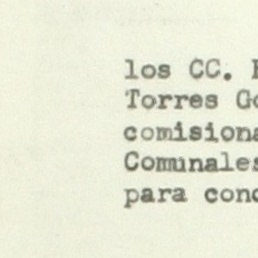 los CC.
Torres Go
comisiona
Comunales
para conc